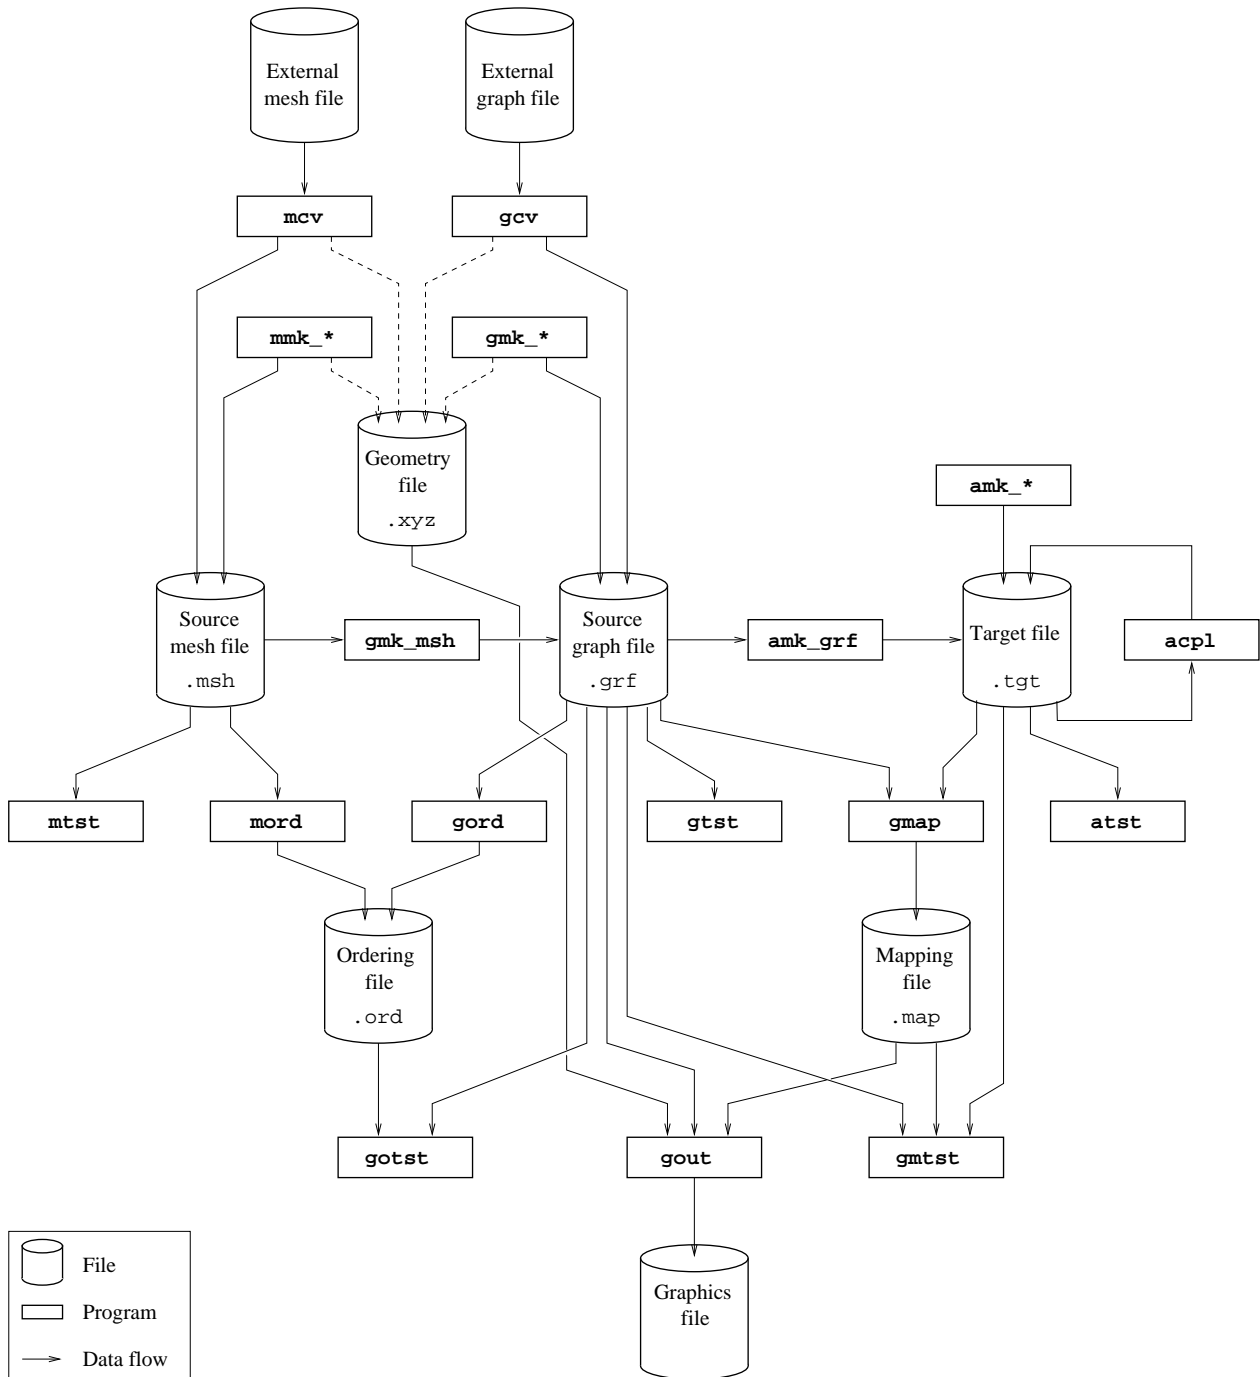 External
mesh file
External
graph file
mcv
gcv
mmk_*
gmk_*
Geometry
file
.xyz
amk_*
Source
mesh file
.msh
gmk_msh
Source
graph file
.grf
amk_grf
Target file
.tgt
acpl
mtst
mord
gord
gtst
gmap
atst
Ordering
file
.ord
Mapping
file
.map
gotst
gout
gmtst
File
Program
Data flow
Graphics
file